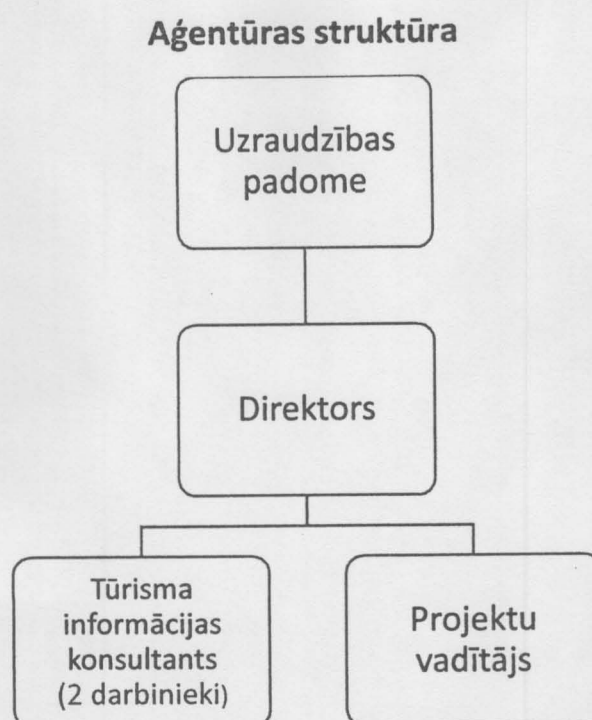 Aģentūras struktūra
Uzraudzības
padome
Direktors
Tūrisma
informācijas
konsultants
(2 darbinieki)
Projektu
vadītājs